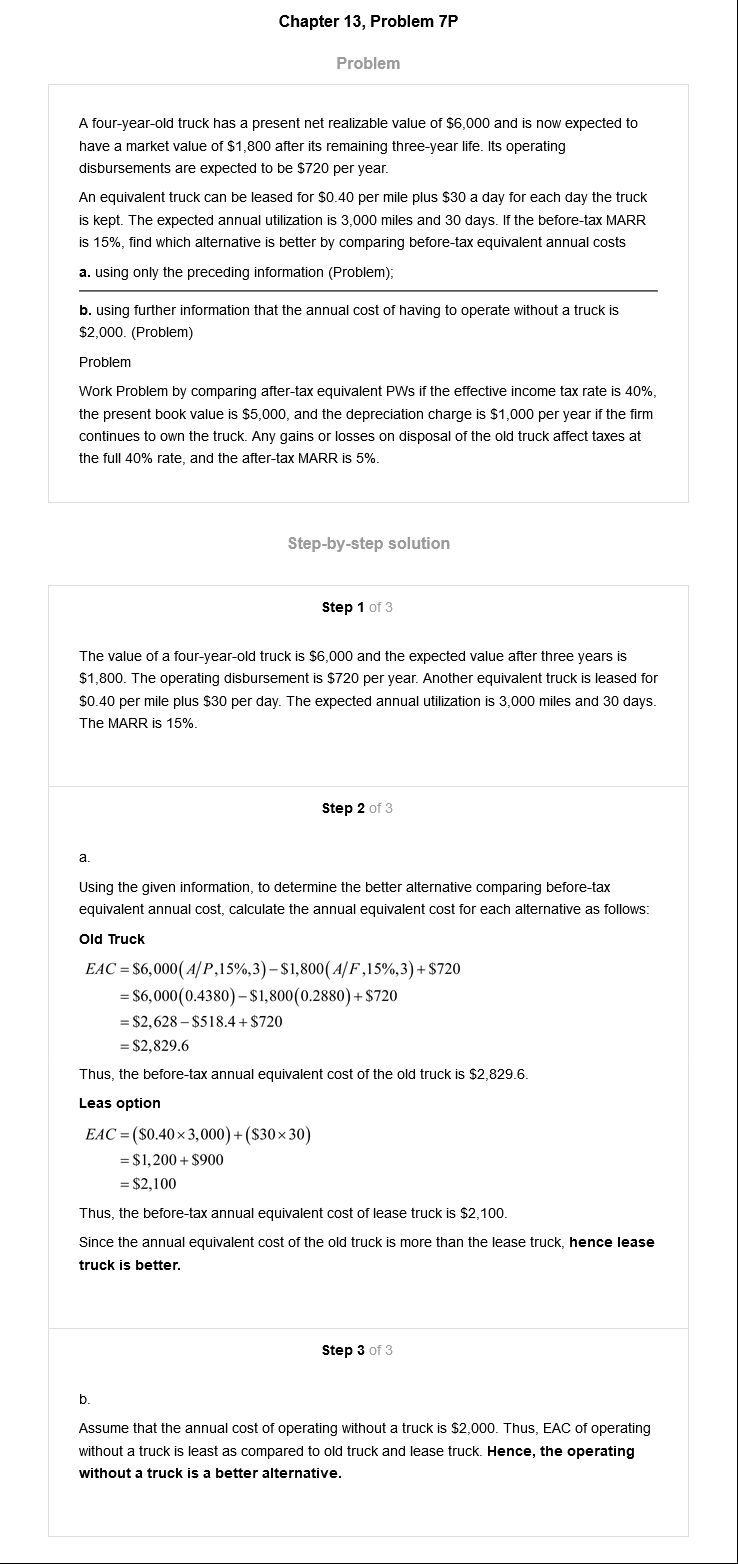 Chapter 13, Problem 7P
Problem
A four-year-old truck has a present net realizable value of $6,000 and is now expected to
have a market value of $1,800 after its remaining three-year life. Its operating
disbursements are expected to be $720 per year.
An equivalent truck can be leased for $0.40 per mile plus $30 a day for each day the truck
is kept. The expected annual utilization is 3,000 miles and 30 days. If the before-tax MARR
is 15%, find which alternative is better by comparing before-tax equivalent annual costs
a. using only the preceding information (Problem);
b. using further information that the annual cost of having to operate without a truck is
$2,000. (Problem)
Problem
Work Problem by comparing after-tax equivalent PWs if the effective income tax rate is 40%,
the present book value is $5,000, and the depreciation charge is $1,000 per year if the firm
continues to own the truck. Any gains or losses on disposal of the old truck affect taxes at
the full 40% rate, and the after-tax MARR is 5%.
Step-by-step solution
Step 1 of 3
The value of a four-year-old truck is $6,000 and the expected value after three years is
$1,800. The operating disbursement is $720 per year. Another equivalent truck is leased for
$0.40 per mile plus $30 per day. The expected annual utilization is 3,000 miles and 30 days.
The MARR is 15%.
Step 2 of 3
a.
Using the given information, to determine the better alternative comparing before-tax
equivalent annual cost, calculate the annual equivalent cost for each alternative as follows:
Old Truck
EAC = $6,000(A/P,15%,3) – $1,800(A/F,15%,3) + $720
= $6,000(0.4380) – $1,800(0.2880) + $720
= $2,628 – $518.4 + $720
= $2,829.6
Thus, the before-tax annual equivalent cost of the old truck is $2,829.6.
Leas option
EAC = ($0.40 × 3,000) + ($30 × 30)
= $1,200 + $900
= $2,100
Thus, the before-tax annual equivalent cost of lease truck is $2,100.
Since the annual equivalent cost of the old truck is more than the lease truck, hence lease
truck is better.
Step 3 of 3
b.
Assume that the annual cost of operating without a truck is $2,000. Thus, EAC of operating
without a truck is least as compared to old truck and lease truck. Hence, the operating
without a truck is a better alternative.